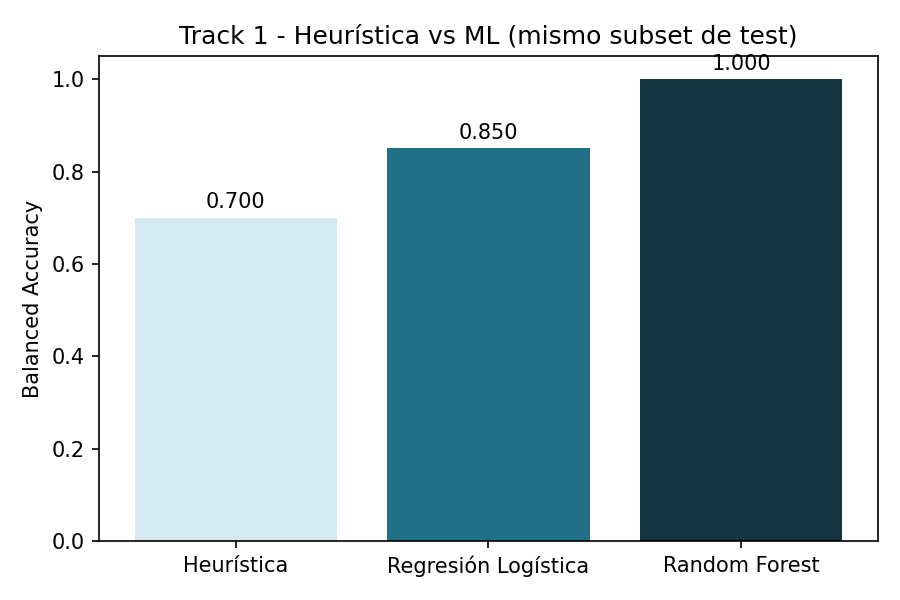 Track 1 - Heurística vs ML (mismo subset de test)
1.000
1.0
0.850
0.8
0.700
0.6
Balanced Accuracy
0.4
0.2
0.0
Heurística
Regresión Logística
Random Forest